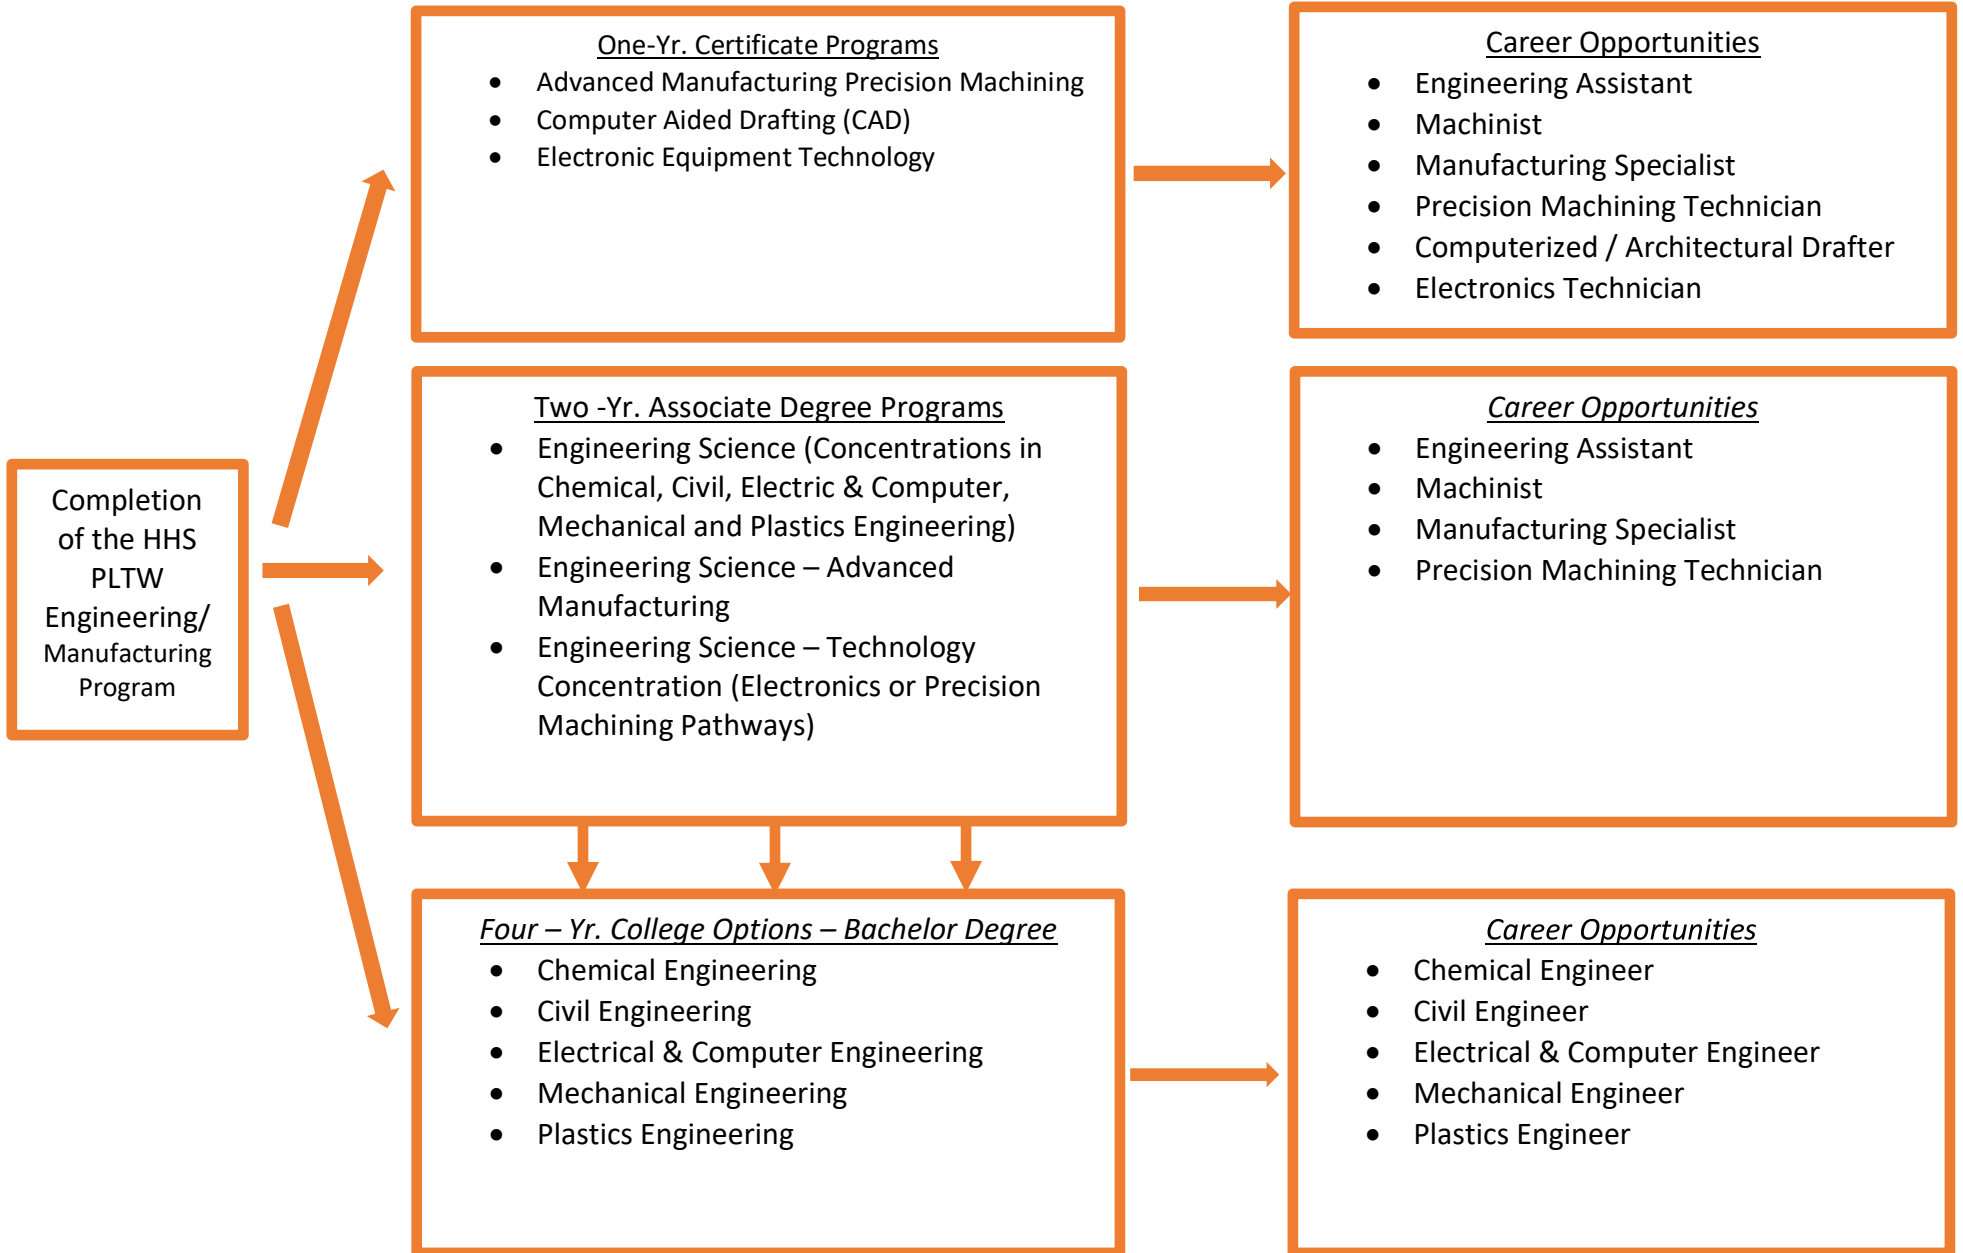 One-Yr. Certificate Programs
• Advanced Manufacturing Precision Machining
• Computer Aided Drafting (CAD)
• Electronic Equipment Technology
Career Opportunities
• Engineering Assistant
• Machinist
• Manufacturing Specialist
• Precision Machining Technician
• Computerized / Architectural Drafter
• Electronics Technician
Completion
of the HHS
PLTW
Engineering/
Manufacturing
Program
Two -Yr. Associate Degree Programs
• Engineering Science (Concentrations in
Chemical, Civil, Electric & Computer,
Mechanical and Plastics Engineering)
• Engineering Science – Advanced
Manufacturing
• Engineering Science – Technology
Concentration (Electronics or Precision
Machining Pathways)
Career Opportunities
• Engineering Assistant
• Machinist
• Manufacturing Specialist
• Precision Machining Technician
Four – Yr. College Options – Bachelor Degree
• Chemical Engineering
• Civil Engineering
• Electrical & Computer Engineering
• Mechanical Engineering
• Plastics Engineering
Career Opportunities
• Chemical Engineer
• Civil Engineer
• Electrical & Computer Engineer
• Mechanical Engineer
• Plastics Engineer